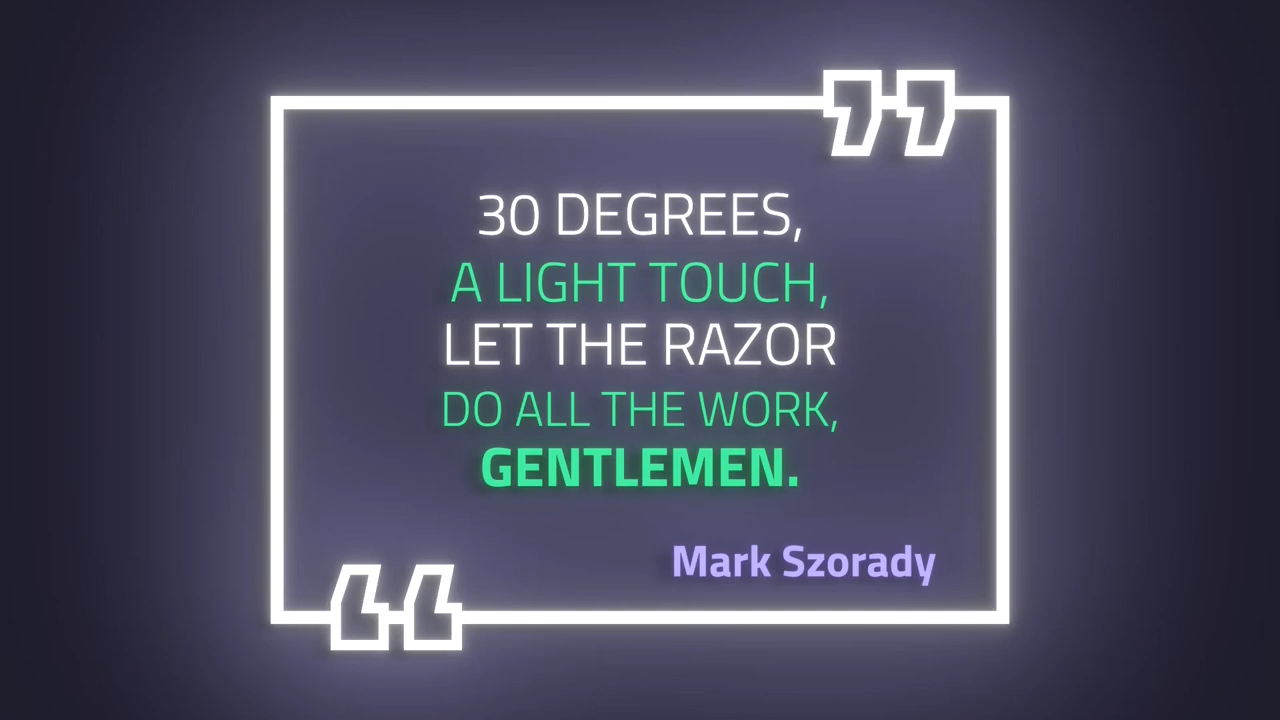 30 DEGREES,
A LIGHT TOUCH,
LET THE RAZOR
DO ALL THE WORK,
GENTLEMEN.
Mark Szorady